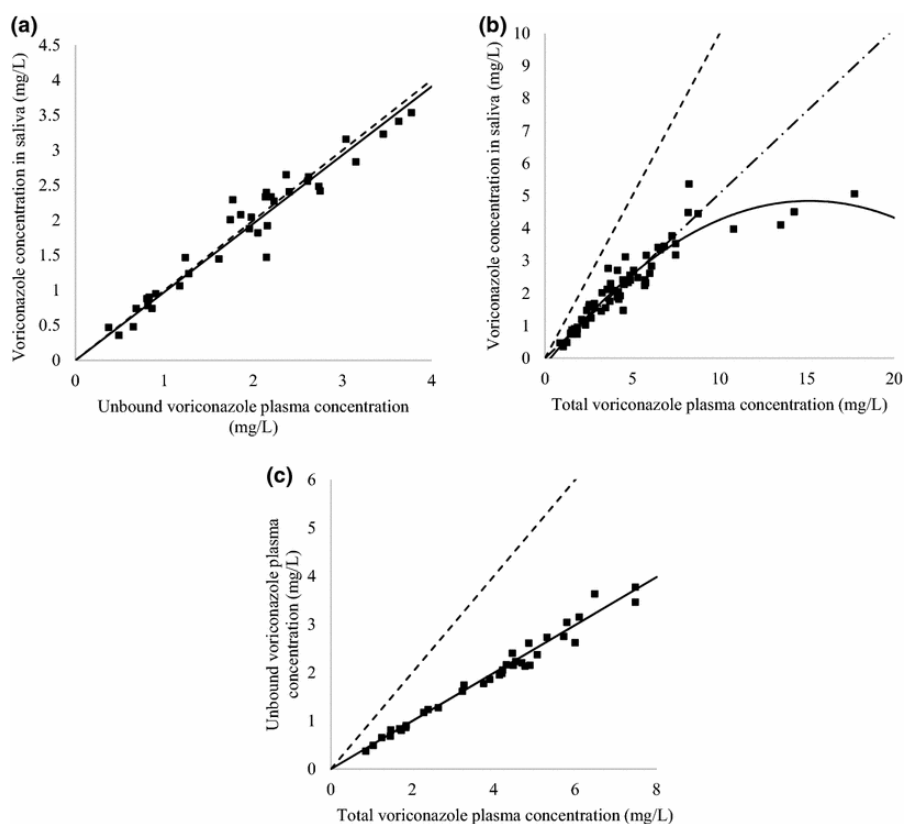 (a)
4.5
4
3.5
3
2.5
2
1.5
1
0.5
0
Voriconazole concentration in saliva (mg/L)
0 1 2 3 4
Unbound voriconazole plasma concentration
(mg/L)
(b)
10
9
8
7
6
5
4
3
2
1
0
Voriconazole concentration in saliva (mg/L)
0 5 10 15 20
Total voriconazole plasma concentration (mg/L)
(c)
6
5
4
3
2
1
0
Unbound voriconazole plasma
concentration (mg/L)
0 2 4 6 8
Total voriconazole plasma concentration (mg/L)